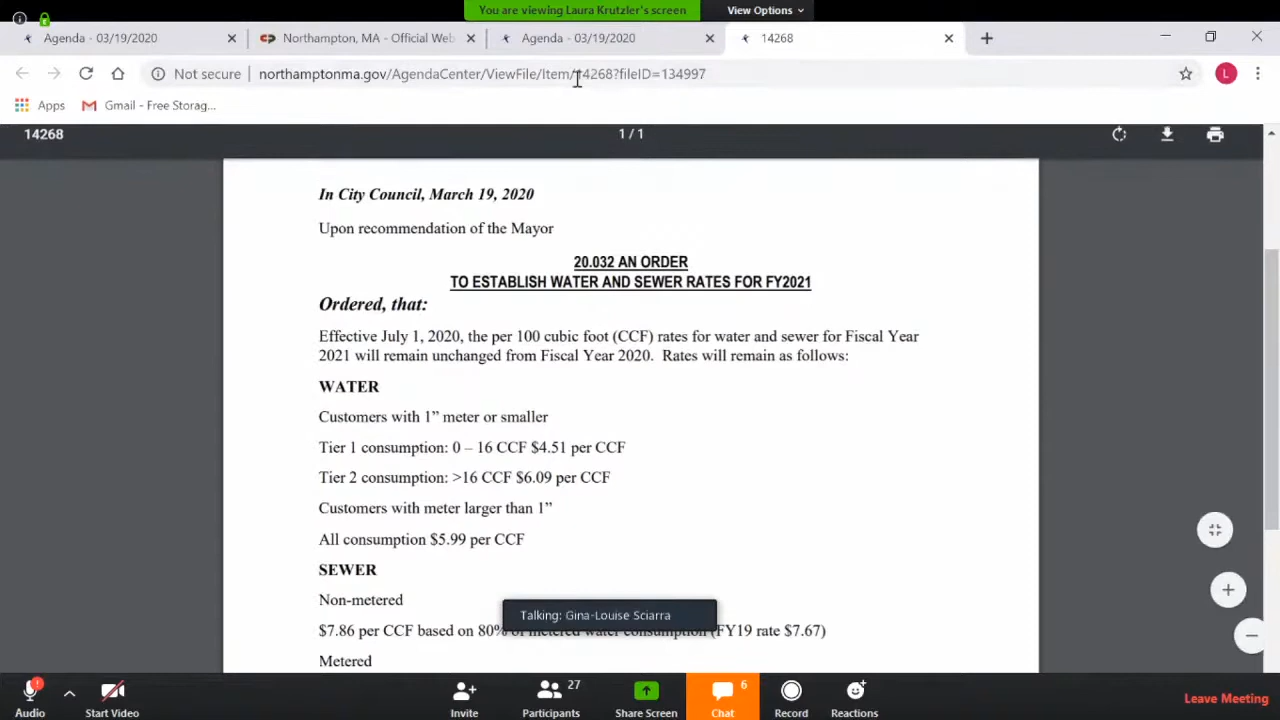 You are viewing Laura Krutzler's screen
View Options
Agenda - 03/19/2020
Northampton, MA - Official Web
Agenda - 03/19/2020
14268
Not secure
northamptonma.gov/AgendaCenter/ViewFile/Item/14268?fileID=134997
L
Apps
Gmail - Free Storag...
14268
1 / 1
In City Council, March 19, 2020
Upon recommendation of the Mayor
20.032 AN ORDER
TO ESTABLISH WATER AND SEWER RATES FOR FY2021
Ordered, that:
Effective July 1, 2020, the per 100 cubic foot (CCF) rates for water and sewer for Fiscal Year
2021 will remain unchanged from Fiscal Year 2020. Rates will remain as follows:
WATER
Customers with 1” meter or smaller
Tier 1 consumption: 0 – 16 CCF $4.51 per CCF
Tier 2 consumption: >16 CCF $6.09 per CCF
Customers with meter larger than 1”
All consumption $5.99 per CCF
SEWER
Non-metered
Talking: Gina-Louise Sciarra
$7.86 per CCF based on 80% of metered water consumption (FY19 rate $7.67)
Metered
Audio
Start Video
Invite
27
Participants
Share Screen
6
Chat
Record
Reactions
Leave Meeting